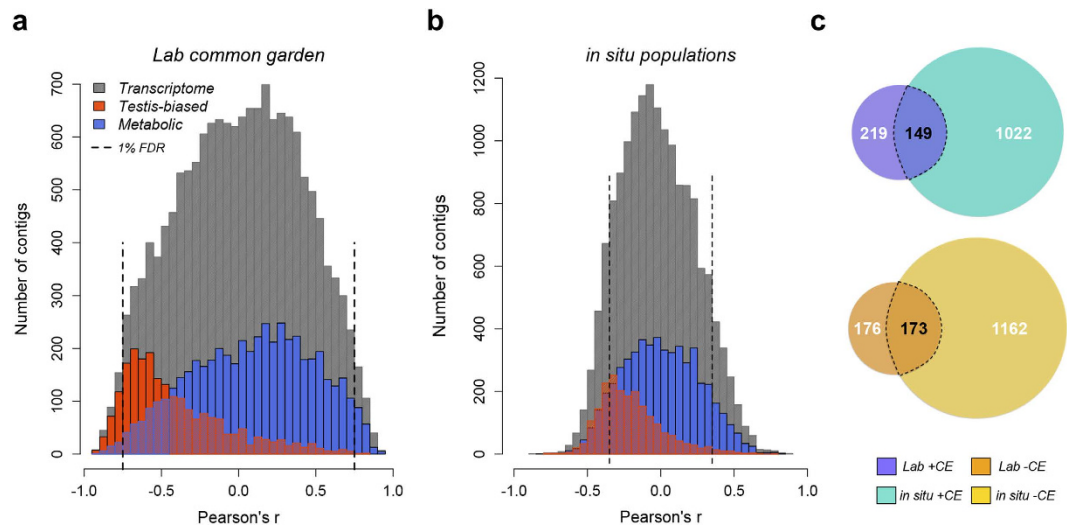 a
Lab common garden
Transcriptome
Testis-biased
Metabolic
1% FDR
Number of contigs
700
600
500
400
300
200
100
0
-1.0 -0.5 0.0 0.5 1.0
Pearson's r
b
in situ populations
Number of contigs
1200
1000
800
600
400
200
0
-1.0 -0.5 0.0 0.5 1.0
Pearson's r
c
219 149 1022
176 173 1162
Lab +CE Lab -CE
in situ +CE in situ -CE